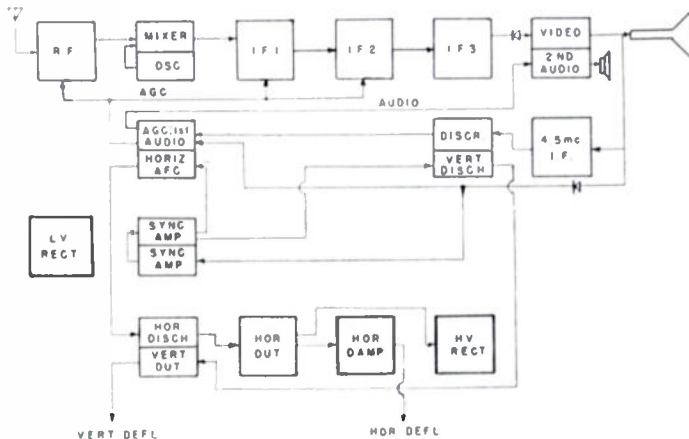 RF
MIXER
OSC
IF1
IF2
IF3
VIDEO
2ND
AUDIO
AGC
AUDIO
AGC,1st
AUDIO
HORIZ
AFC
DISCR.
VERT
DISCH
4.5mc
I.F.
LV
RECT
SYNC
AMP
SYNC
AMP
HOR
DISCH
VERT
OUT
HOR
OUT
HOR
DAMP
HV
RECT
VERT DEFL
HOR DEFL